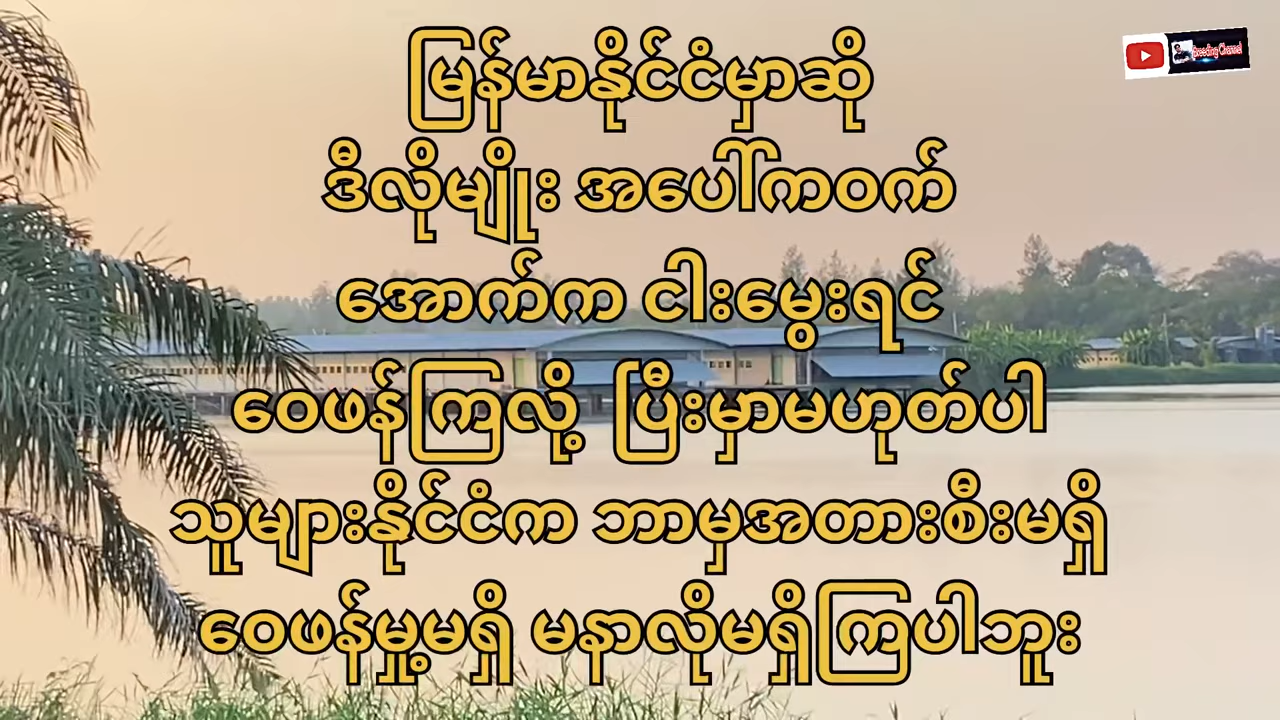 မြန်မာနိုင်ငံမှာဆို
ဒီလိုမျိုး အပေါ်ကဝက်
အောက်က ငါးမွေးရင်
ဝေဖန်ကြလို့ ပြီးမှာမဟုတ်ပါ
သူများနိုင်ငံက ဘာမှအတားစီးမရှိ
ဝေဖန်မှု့မရှိ မနာလိုမရှိကြပါဘူး
Breeding Channel